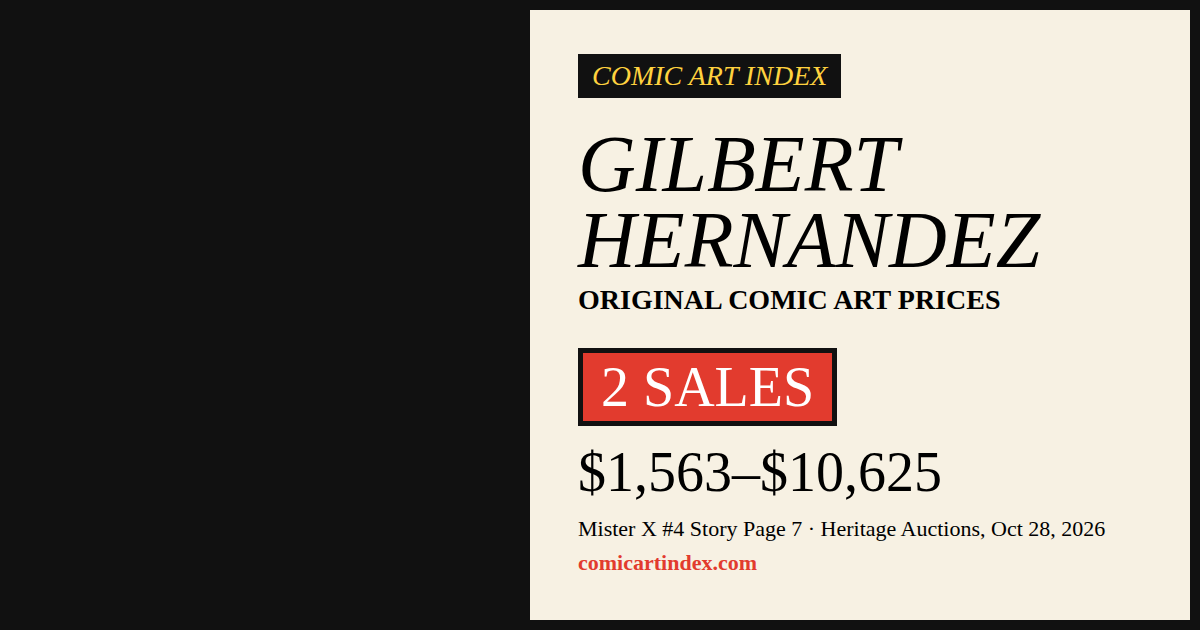 COMIC ART INDEX
GILBERT
HERNANDEZ
ORIGINAL COMIC ART PRICES
2 SALES
$1,563–$10,625
Mister X #4 Story Page 7 · Heritage Auctions, Oct 28, 2026
comicartindex.com